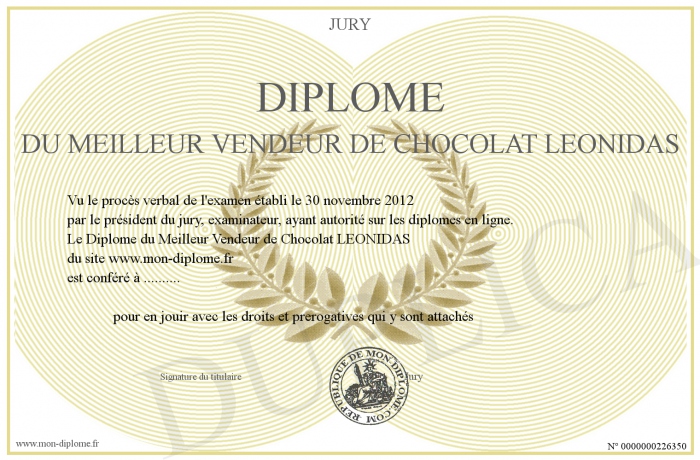 JURY
DIPLOME
DU MEILLEUR VENDEUR DE CHOCOLAT LEONIDAS
Vu le procès verbal de l'examen établi le 30 novembre 2012
par le président du jury, examinateur, ayant autorité sur les diplomes en ligne.
Le Diplome du Meilleur Vendeur de Chocolat LEONIDAS
du site www.mon-diplome.fr
est conféré à ..........
pour en jouir avec les droits et prerogatives qui y sont attachés
Signature du titulaire
Jury
REPUBLIQUE DE MON-DIPLOME.COM
DUPLICATA
www.mon-diplome.fr
N° 0000000226350